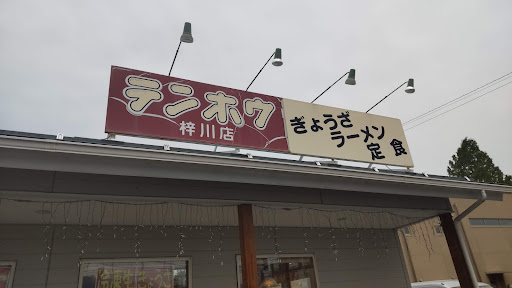 テンホウ
梓川店
ぎょうざ
ラーメン
定食